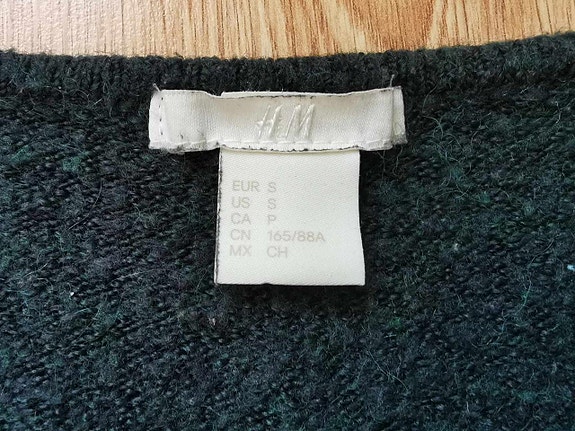 H&M
EUR S
US S
CA P
CN 165/88A
MX CH